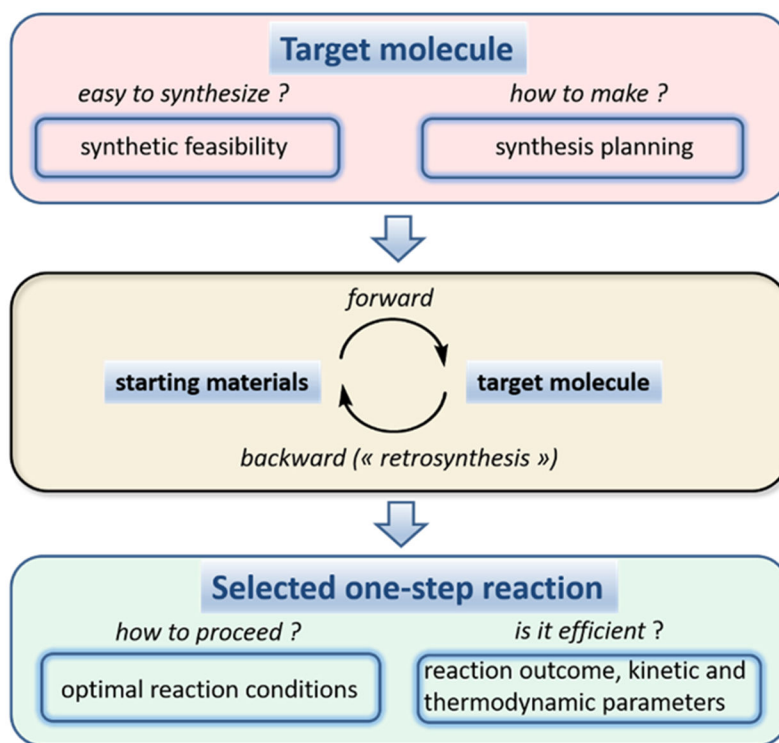 Target molecule
easy to synthesize ?
how to make ?
synthetic feasibility
synthesis planning
forward
starting materials
target molecule
backward (« retrosynthesis »)
Selected one-step reaction
how to proceed ?
is it efficient ?
optimal reaction conditions
reaction outcome, kinetic and
thermodynamic parameters